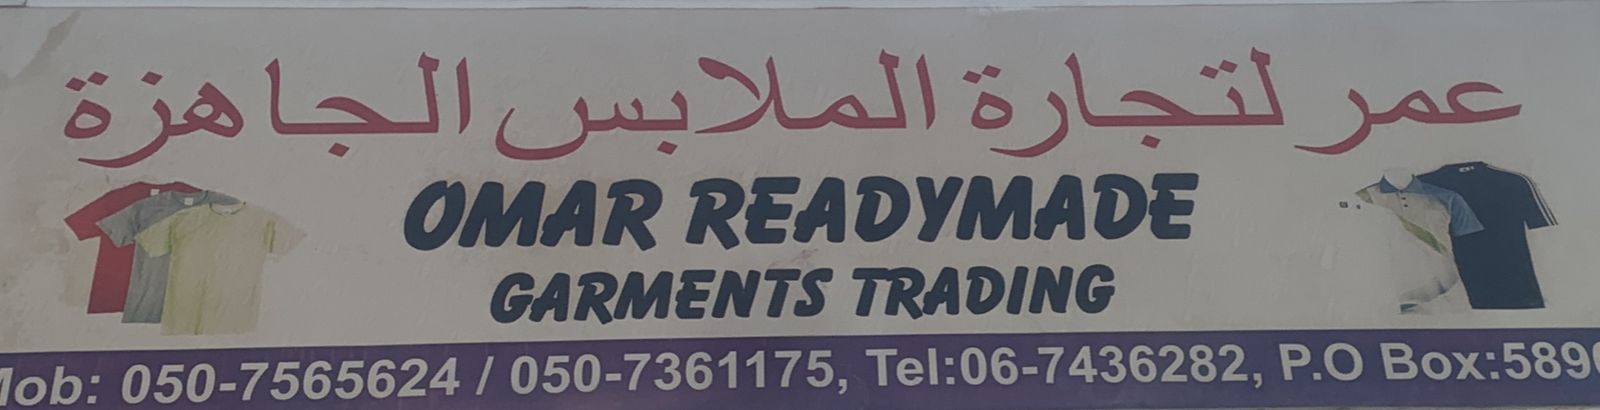 عمر لتجارة الملابس الجاهزة
OMAR READYMADE
GARMENTS TRADING
Mob: 050-7565624 / 050-7361175, Tel:06-7436282, P.O Box:589